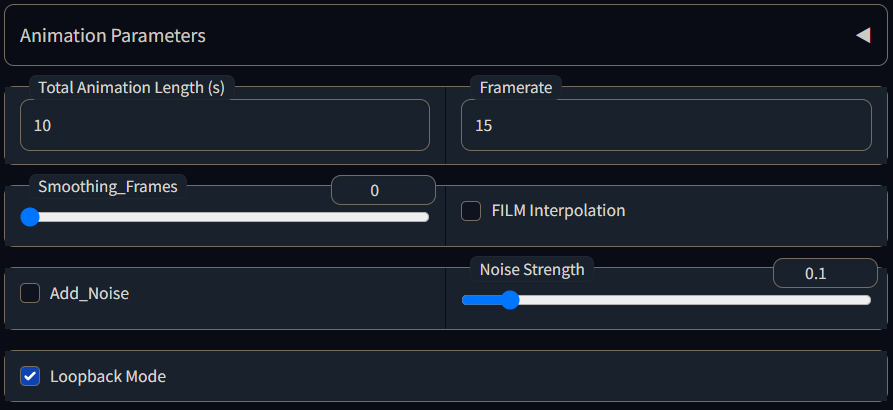 Animation Parameters
Total Animation Length (s)
Framerate
10
15
Smoothing_Frames
0
FILM Interpolation
Add_Noise
Noise Strength
0.1
Loopback Mode